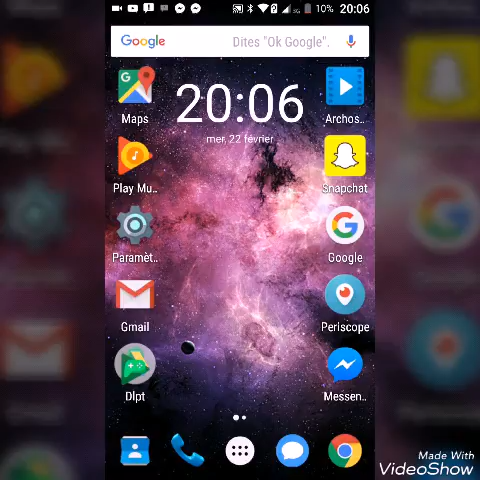 3G 10% 20:06
Google Dites "Ok Google".
20:06
mer. 22 février
Maps
Archos..
Play Mu..
Snapchat
Paramèt..
Google
Gmail
Periscope
Dlpt
Messen..
Made With
VideoShow